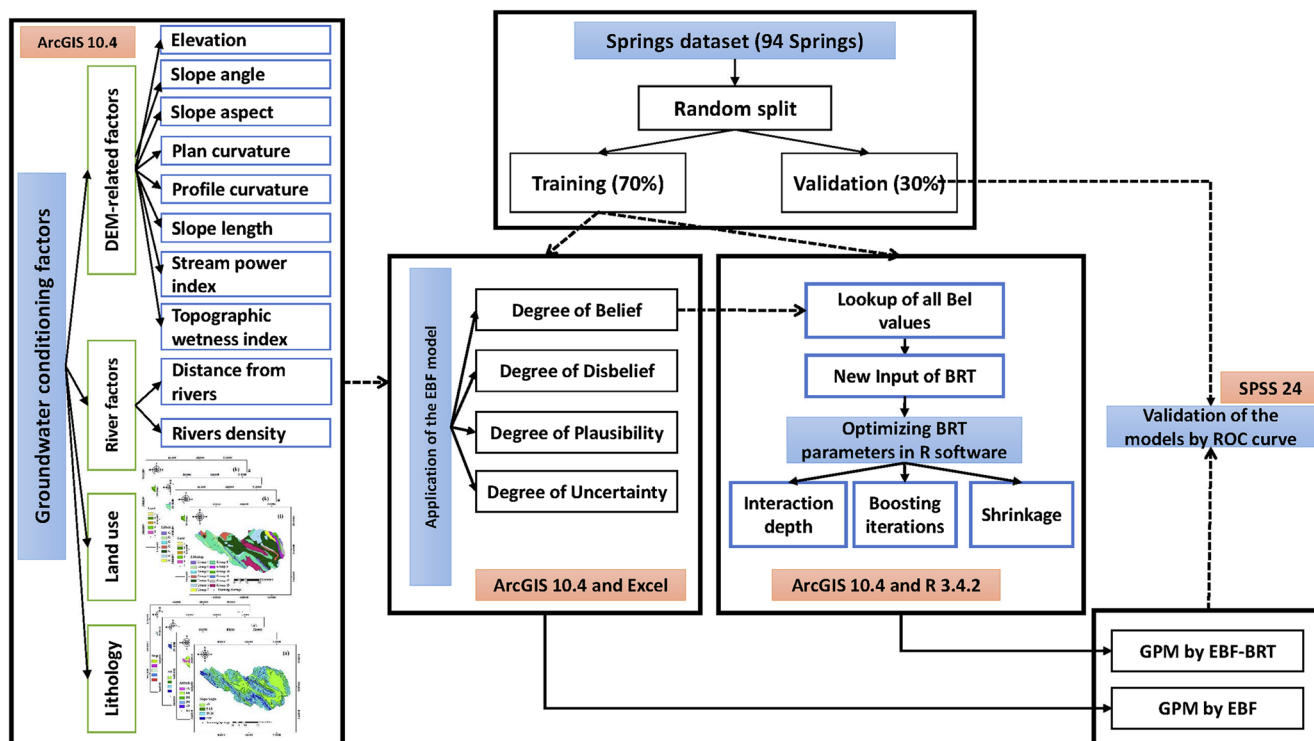 ArcGIS 10.4
Groundwater conditioning factors
DEM-related factors
Elevation
Slope angle
Slope aspect
Plan curvature
Profile curvature
Slope length
Stream power
index
Topographic
wetness index
River factors
Distance from
rivers
Rivers density
Land use
Lithology
Springs dataset (94 Springs)
Random split
Training (70%)
Validation (30%)
Application of the EBF model
Degree of Belief
Degree of Disbelief
Degree of Plausibility
Degree of Uncertainty
ArcGIS 10.4 and Excel
Lookup of all Bel
values
New Input of BRT
Optimizing BRT
parameters in R software
Interaction
depth
Boosting
iterations
Shrinkage
ArcGIS 10.4 and R 3.4.2
SPSS 24
Validation of the
models by ROC curve
GPM by EBF-BRT
GPM by EBF